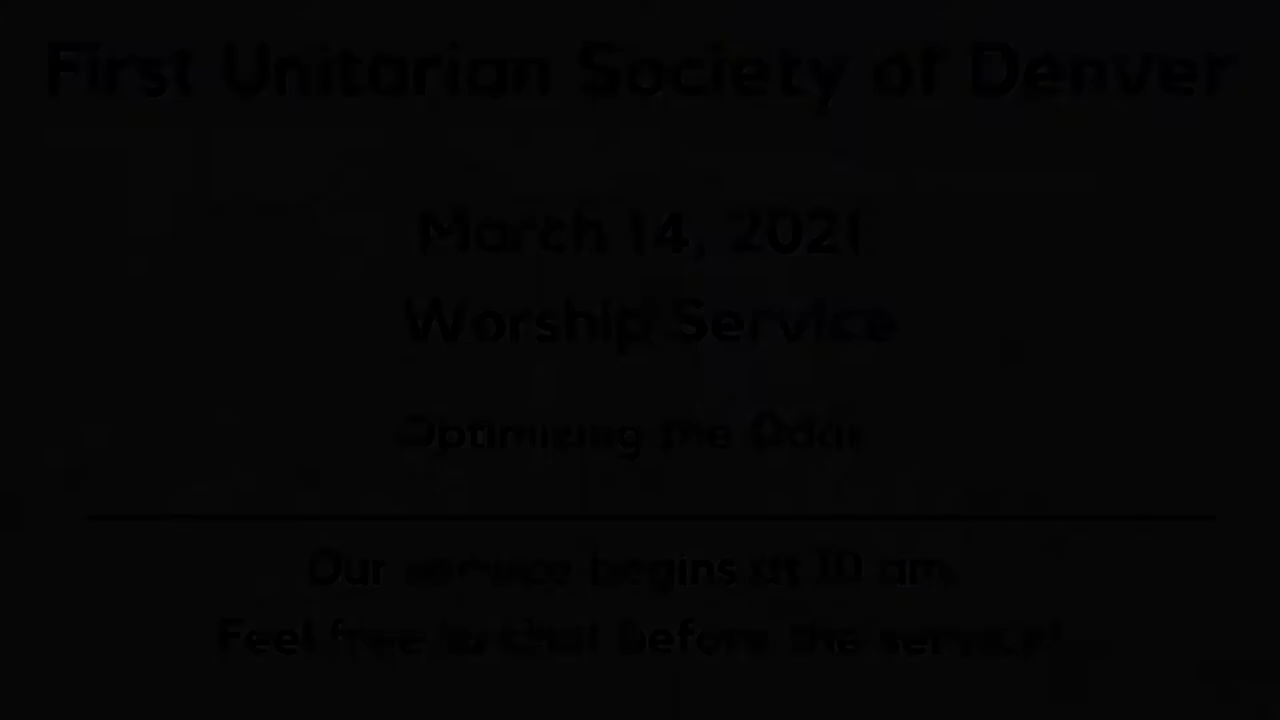 First Unitarian Society of Denver
March 14, 2021
Worship Service
Optimizing the Odds
Our service begins at 10 am.
Feel free to chat before the service!